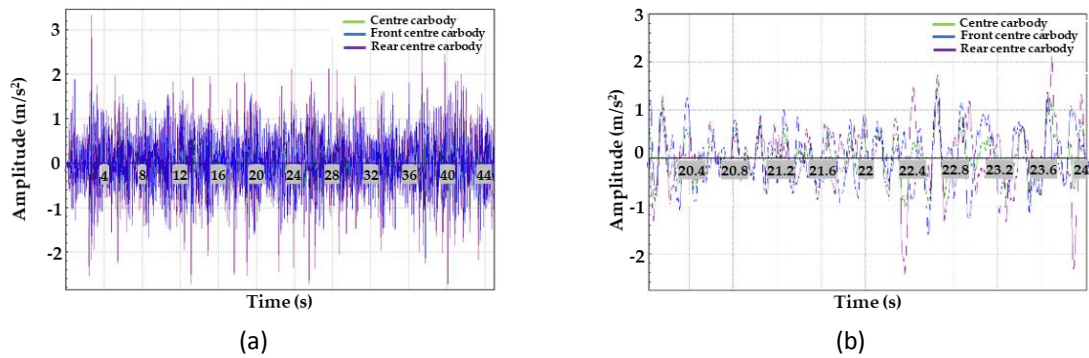 3
2
1
0
-1
-2
Amplitude (m/s²)
Centre carbody
Front centre carbody
Rear centre carbody
4 8 12 16 20 24 28 32 36 40 44
Time (s)
(a)
3
2
1
0
-1
-2
Amplitude (m/s²)
Centre carbody
Front centre carbody
Rear centre carbody
20.4 20.8 21.2 21.6 22 22.4 22.8 23.2 23.6 24
Time (s)
(b)